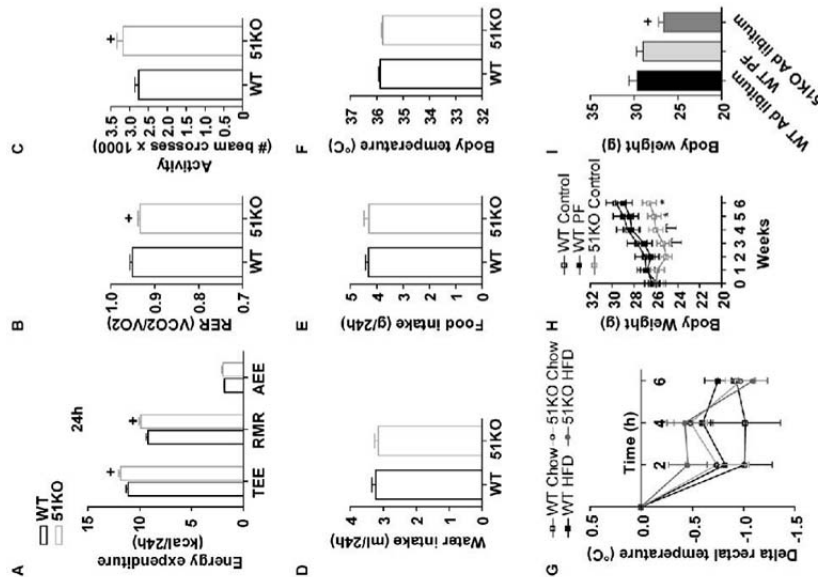 A
WT
51KO
24h
Energy expenditure
(kcal/24h)
15
10
5
0
+
+
TEE RMR AEE
B
RER (VCO2/VO2)
1.0
0.9
0.8
0.7
+
WT 51KO
C
Activity
(# beam crosses x 1000)
3.5
3.0
2.5
2.0
1.5
1.0
0.5
0
+
WT 51KO
D
Water intake (ml/24h)
4
3
2
1
0
WT 51KO
E
Food intake (g/24h)
5
4
3
2
1
0
WT 51KO
F
Body temperature (°C)
37
36
35
34
33
32
WT 51KO
G
WT Chow 51KO Chow
WT HFD 51KO HFD
Delta rectal temperature (°C)
0.5
0.0
-0.5
-1.0
-1.5
Time (h)
2 4 6
H
WT Control
WT PF
51KO Control
Body Weight (g)
32
30
28
26
24
22
20
* *
0 1 2 3 4 5 6
Weeks
I
Body weight (g)
35
30
25
20
+
WT Ad libitum
WT PF
51KO Ad libitum